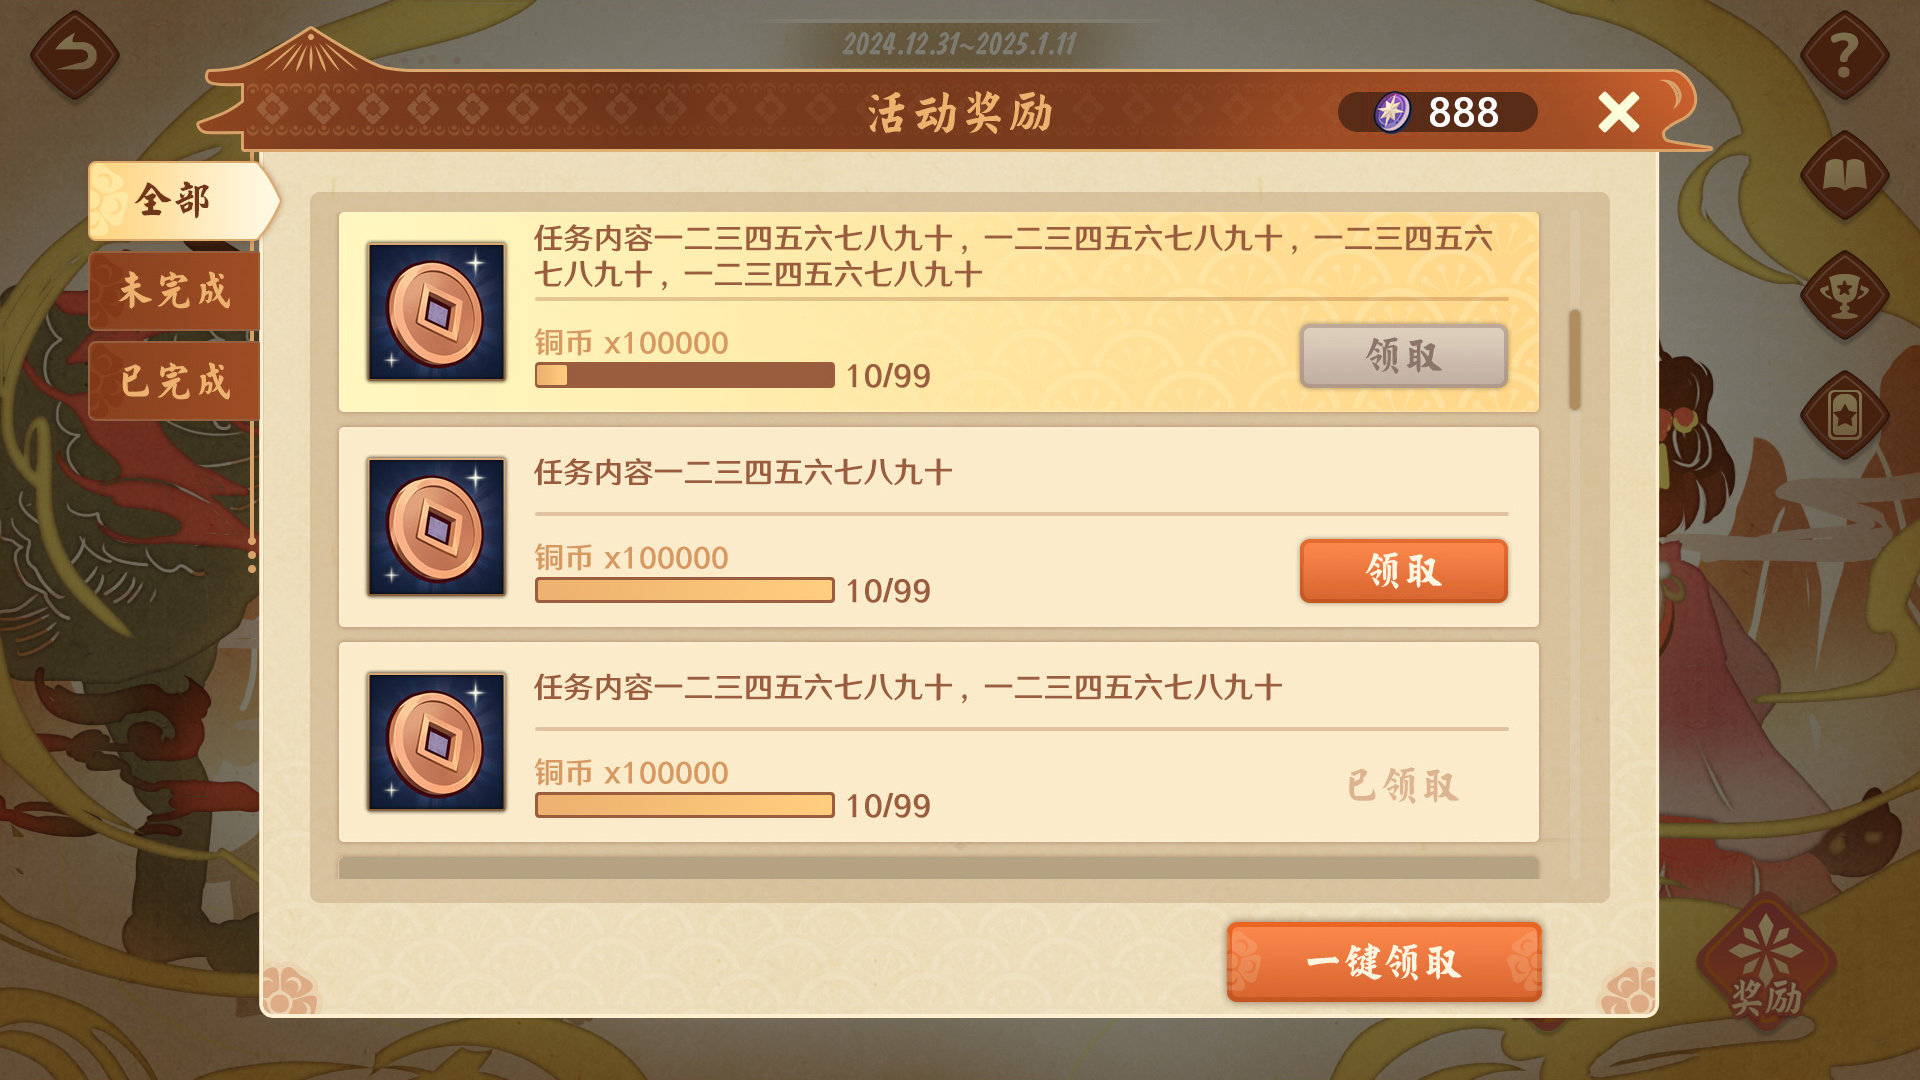 2024.12.31~2025.1.11
活动奖励
888
全部
未完成
已完成
任务内容一二三四五六七八九十，一二三四五六七八九十，一二三四五六
七八九十，一二三四五六七八九十
铜币 x100000
10/99
领取
任务内容一二三四五六七八九十
铜币 x100000
10/99
领取
任务内容一二三四五六七八九十，一二三四五六七八九十
铜币 x100000
10/99
已领取
一键领取
奖励